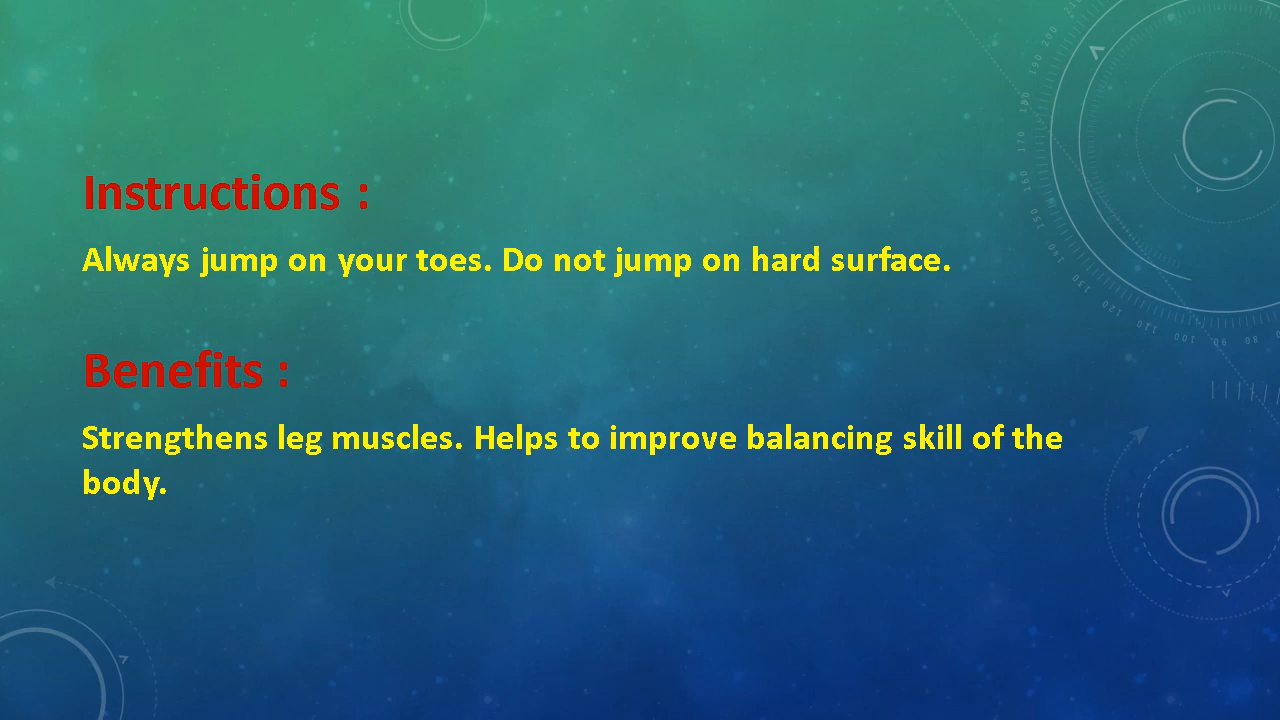 Instructions :
Always jump on your toes. Do not jump on hard surface.
Benefits :
Strengthens leg muscles. Helps to improve balancing skill of the
body.